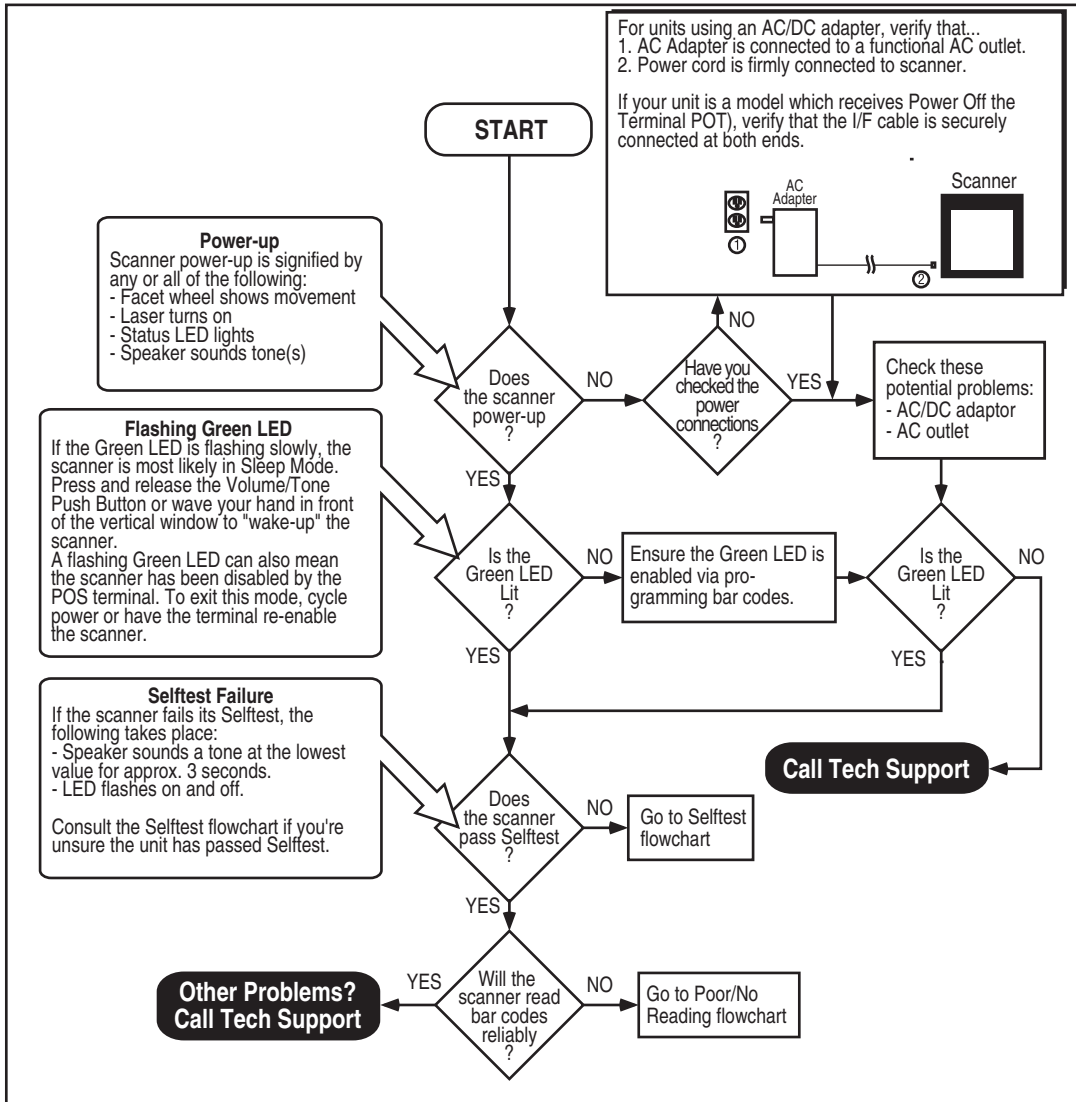 For units using an AC/DC adapter, verify that...
1. AC Adapter is connected to a functional AC outlet.
2. Power cord is firmly connected to scanner.
If your unit is a model which receives Power Off the
Terminal POT), verify that the I/F cable is securely
connected at both ends.
AC
Adapter
Scanner
1
2
START
Power-up
Scanner power-up is signified by
any or all of the following:
- Facet wheel shows movement
- Laser turns on
- Status LED lights
- Speaker sounds tone(s)
Does
the scanner
power-up
?
NO
YES
Have you
checked the
power
connections
?
NO
YES
Check these
potential problems:
- AC/DC adaptor
- AC outlet
Flashing Green LED
If the Green LED is flashing slowly, the
scanner is most likely in Sleep Mode.
Press and release the Volume/Tone
Push Button or wave your hand in front
of the vertical window to "wake-up" the
scanner.
A flashing Green LED can also mean
the scanner has been disabled by the
POS terminal. To exit this mode, cycle
power or have the terminal re-enable
the scanner.
Is the
Green LED
Lit
?
NO
YES
Ensure the Green LED is
enabled via pro-
gramming bar codes.
Is the
Green LED
Lit
?
NO
YES
Call Tech Support
Selftest Failure
If the scanner fails its Selftest, the
following takes place:
- Speaker sounds a tone at the lowest
value for approx. 3 seconds.
- LED flashes on and off.
Consult the Selftest flowchart if you're
unsure the unit has passed Selftest.
Does
the scanner
pass Selftest
?
NO
YES
Go to Selftest
flowchart
Will the
scanner read
bar codes
reliably
?
YES
NO
Other Problems?
Call Tech Support
Go to Poor/No
Reading flowchart